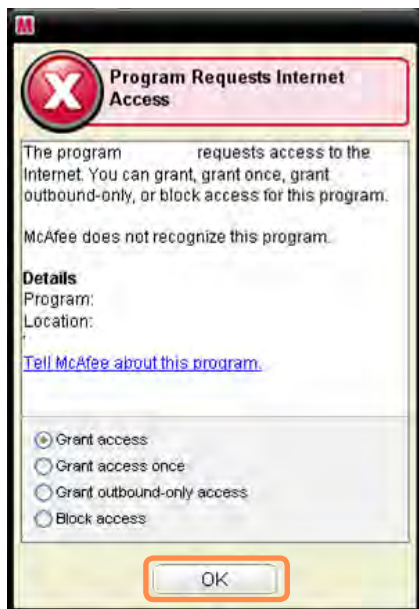 M
Program Requests Internet
Access
The program requests access to the
Internet. You can grant, grant once, grant
outbound-only, or block access for this program.
McAfee does not recognize this program.
Details
Program:
Location:
Tell McAfee about this program.
Grant access
Grant access once
Grant outbound-only access
Block access
OK